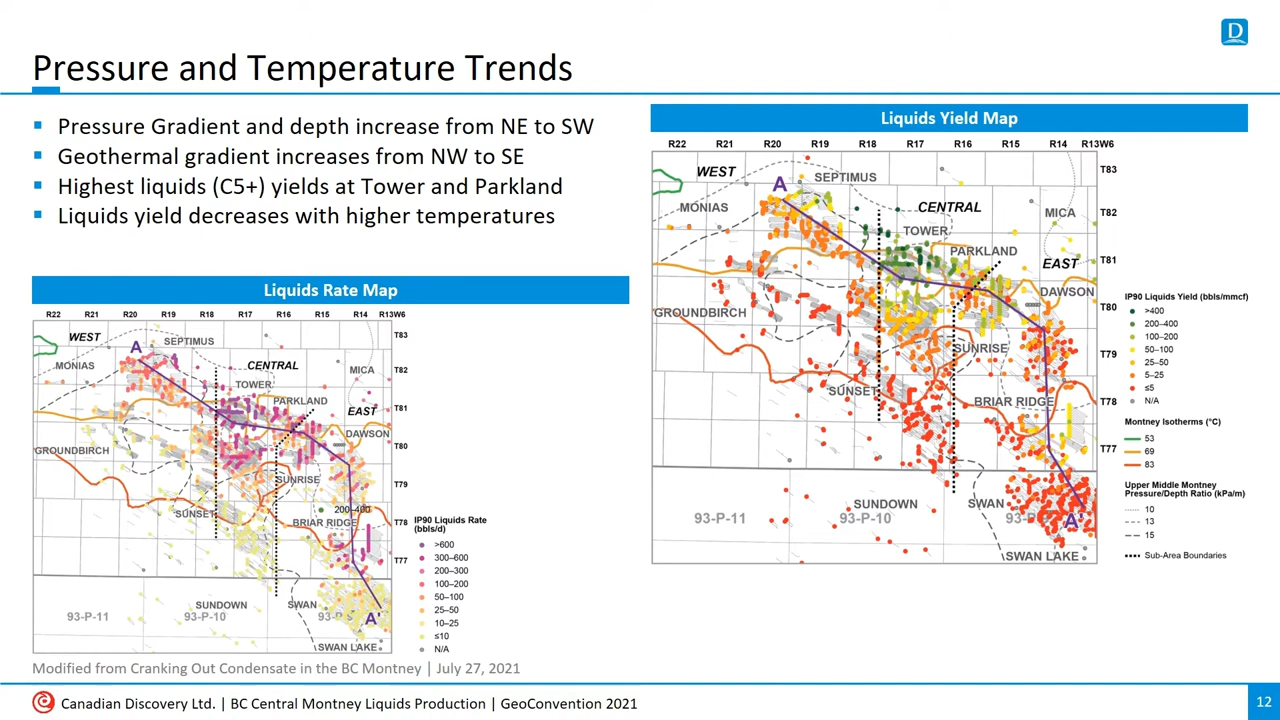 D
Pressure and Temperature Trends
Pressure Gradient and depth increase from NE to SW
Geothermal gradient increases from NW to SE
Highest liquids (C5+) yields at Tower and Parkland
Liquids yield decreases with higher temperatures
Liquids Rate Map
R22 R21 R20 R19 R18 R17 R16 R15 R14 R13W6
WEST
SEPTIMUS
T83
A
MONIAS
CENTRAL
MICA
T82
TOWER
PARKLAND
EAST
T81
DAWSON
GROUNDBIRCH
T80
SUNRISE
T79
SUNSET
200–400
BRIAR RIDGE
T78
T77
SUNDOWN
SWAN
93-P-11
93-P-10
A'
SWAN LAKE
IP90 Liquids Rate
(bbls/d)
>600
300–600
200–300
100–200
50–100
25–50
10–25
≤10
N/A
Liquids Yield Map
R22 R21 R20 R19 R18 R17 R16 R15 R14 R13W6
T83
WEST
SEPTIMUS
A
MONIAS
CENTRAL
MICA
T82
TOWER
PARKLAND
EAST
T81
DAWSON
GROUNDBIRCH
T80
SUNRISE
T79
SUNSET
BRIAR RIDGE
T78
T77
SUNDOWN
SWAN
93-P-11
93-P-10
A'
SWAN LAKE
IP90 Liquids Yield (bbls/mmcf)
>400
200–400
100–200
50–100
25–50
5–25
≤5
N/A
Montney Isotherms (°C)
53
69
83
Upper Middle Montney
Pressure/Depth Ratio (kPa/m)
10
13
15
Sub-Area Boundaries
Modified from Cranking Out Condensate in the BC Montney | July 27, 2021
Canadian Discovery Ltd. | BC Central Montney Liquids Production | GeoConvention 2021
12